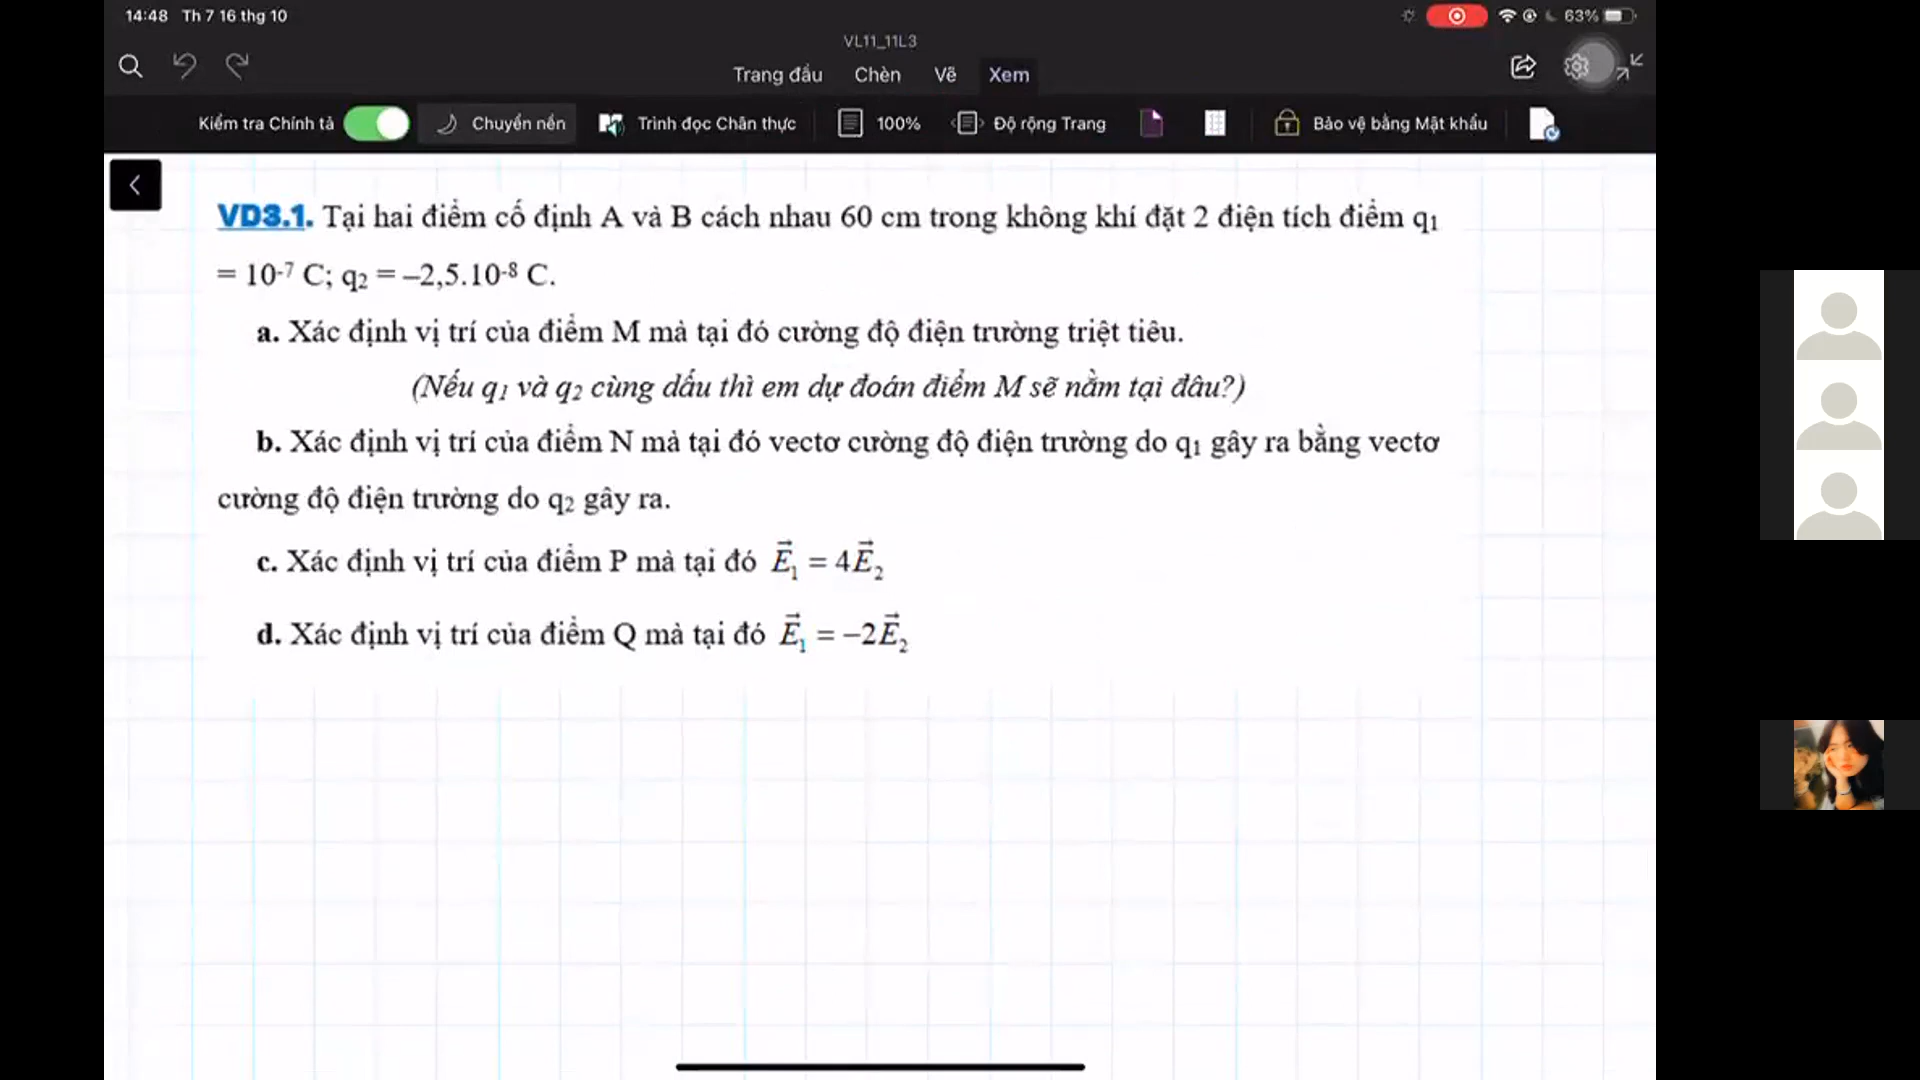 14:48 Th 7 16 thg 10
63%
VL11_11L3
Trang đầu Chèn Vẽ Xem
Kiểm tra Chính tả Chuyển nền Trình đọc Chân thực 100% Độ rộng Trang Bảo vệ bằng Mật khẩu
VD3.1. Tại hai điểm cố định A và B cách nhau 60 cm trong không khí đặt 2 điện tích điểm q₁
= 10⁻⁷ C; q₂ = –2,5.10⁻⁸ C.
a. Xác định vị trí của điểm M mà tại đó cường độ điện trường triệt tiêu.
(Nếu q₁ và q₂ cùng dấu thì em dự đoán điểm M sẽ nằm tại đâu?)
b. Xác định vị trí của điểm N mà tại đó vectơ cường độ điện trường do q₁ gây ra bằng vectơ
cường độ điện trường do q₂ gây ra.
c. Xác định vị trí của điểm P mà tại đó E⃗₁ = 4E⃗₂
d. Xác định vị trí của điểm Q mà tại đó E⃗₁ = –2E⃗₂